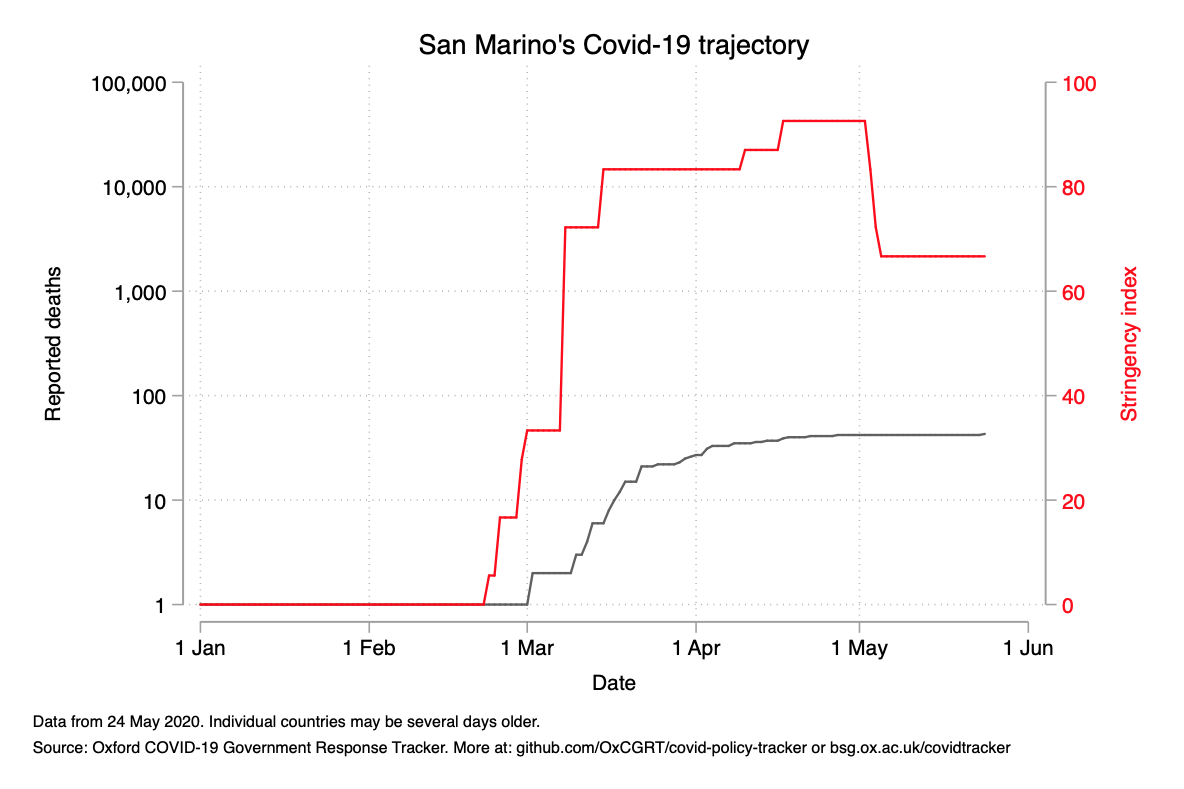 San Marino's Covid-19 trajectory
100,000
10,000
1,000
100
10
1
Reported deaths
100
80
60
40
20
0
Stringency index
1 Jan
1 Feb
1 Mar
1 Apr
1 May
1 Jun
Date
Data from 24 May 2020. Individual countries may be several days older.
Source: Oxford COVID-19 Government Response Tracker. More at: github.com/OxCGRT/covid-policy-tracker or bsg.ox.ac.uk/covidtracker